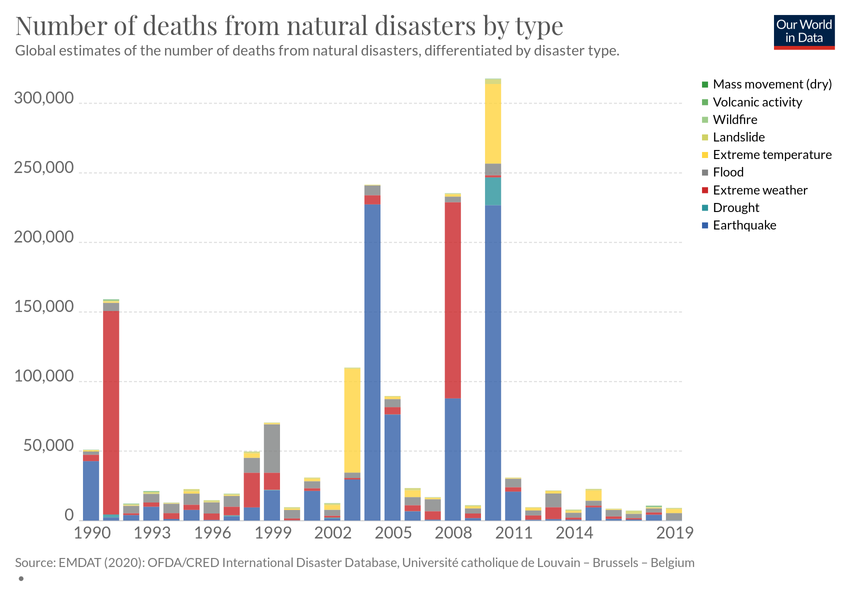 Number of deaths from natural disasters by type
Global estimates of the number of deaths from natural disasters, differentiated by disaster type.
Our World
in Data
300,000
250,000
200,000
150,000
100,000
50,000
0
1990 1993 1996 1999 2002 2005 2008 2011 2014 2019
Mass movement (dry)
Volcanic activity
Wildfire
Landslide
Extreme temperature
Flood
Extreme weather
Drought
Earthquake
Source: EMDAT (2020): OFDA/CRED International Disaster Database, Université catholique de Louvain – Brussels – Belgium